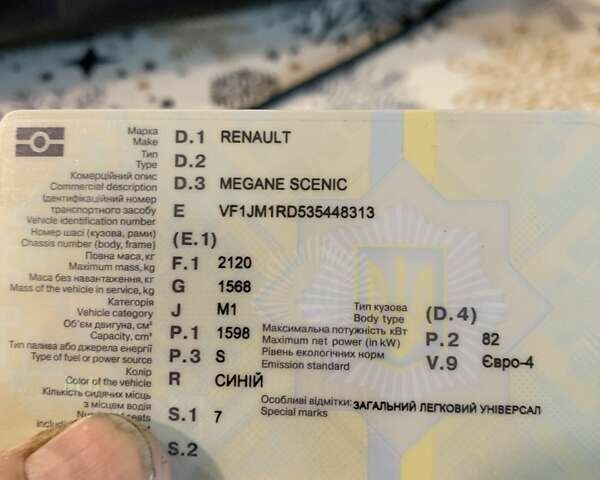 Марка
Make D.1 RENAULT
Тип
Type D.2
Комерційний опис
Commercial description D.3 MEGANE SCENIC
Ідентифікаційний номер
транспортного засобу
Vehicle identification number E VF1JM1RD535448313
Номер шасі (кузова, рами)
Chassis number (body, frame) (E.1)
Повна маса, кг
Maximum mass, kg F.1 2120
Маса без навантаження, кг
Mass of the vehicle in service, kg G 1568
Категорія
Vehicle category J M1
Тип кузова
Body type (D.4)
Об'єм двигуна, см³
Capacity, cm³ P.1 1598
Максимальна потужність кВт
Maximum net power (in kW) P.2 82
Тип палива або джерела енергії
Type of fuel or power source P.3 S
Рівень екологічних норм
Emission standard V.9 Євро-4
Колір
Color of the vehicle R СИНІЙ
Кількість сидячих місць
з місцем водія
seats S.1 7
Особливі відмітки: ЗАГАЛЬНИЙ ЛЕГКОВИЙ УНІВЕРСАЛ
Special marks
S.2